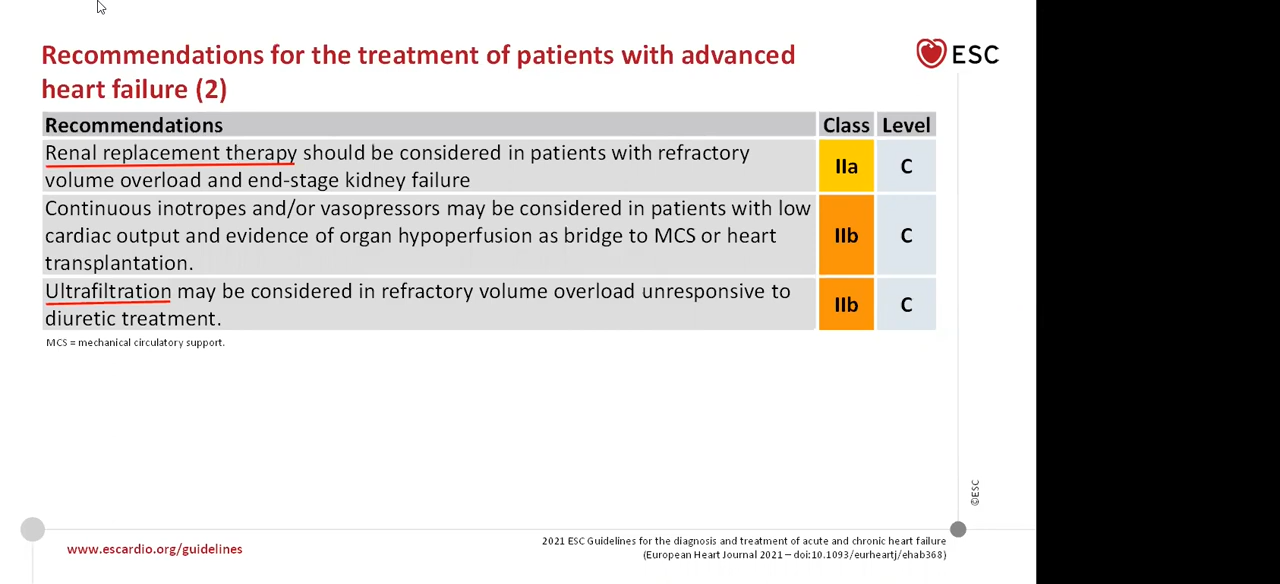 Recommendations for the treatment of patients with advanced
heart failure (2)
ESC
Recommendations Class Level
Renal replacement therapy should be considered in patients with refractory
volume overload and end-stage kidney failure
IIa C
Continuous inotropes and/or vasopressors may be considered in patients with low
cardiac output and evidence of organ hypoperfusion as bridge to MCS or heart
transplantation.
IIb C
Ultrafiltration may be considered in refractory volume overload unresponsive to
diuretic treatment.
IIb C
MCS = mechanical circulatory support.
©ESC
www.escardio.org/guidelines
2021 ESC Guidelines for the diagnosis and treatment of acute and chronic heart failure
(European Heart Journal 2021 – doi:10.1093/eurheartj/ehab368)